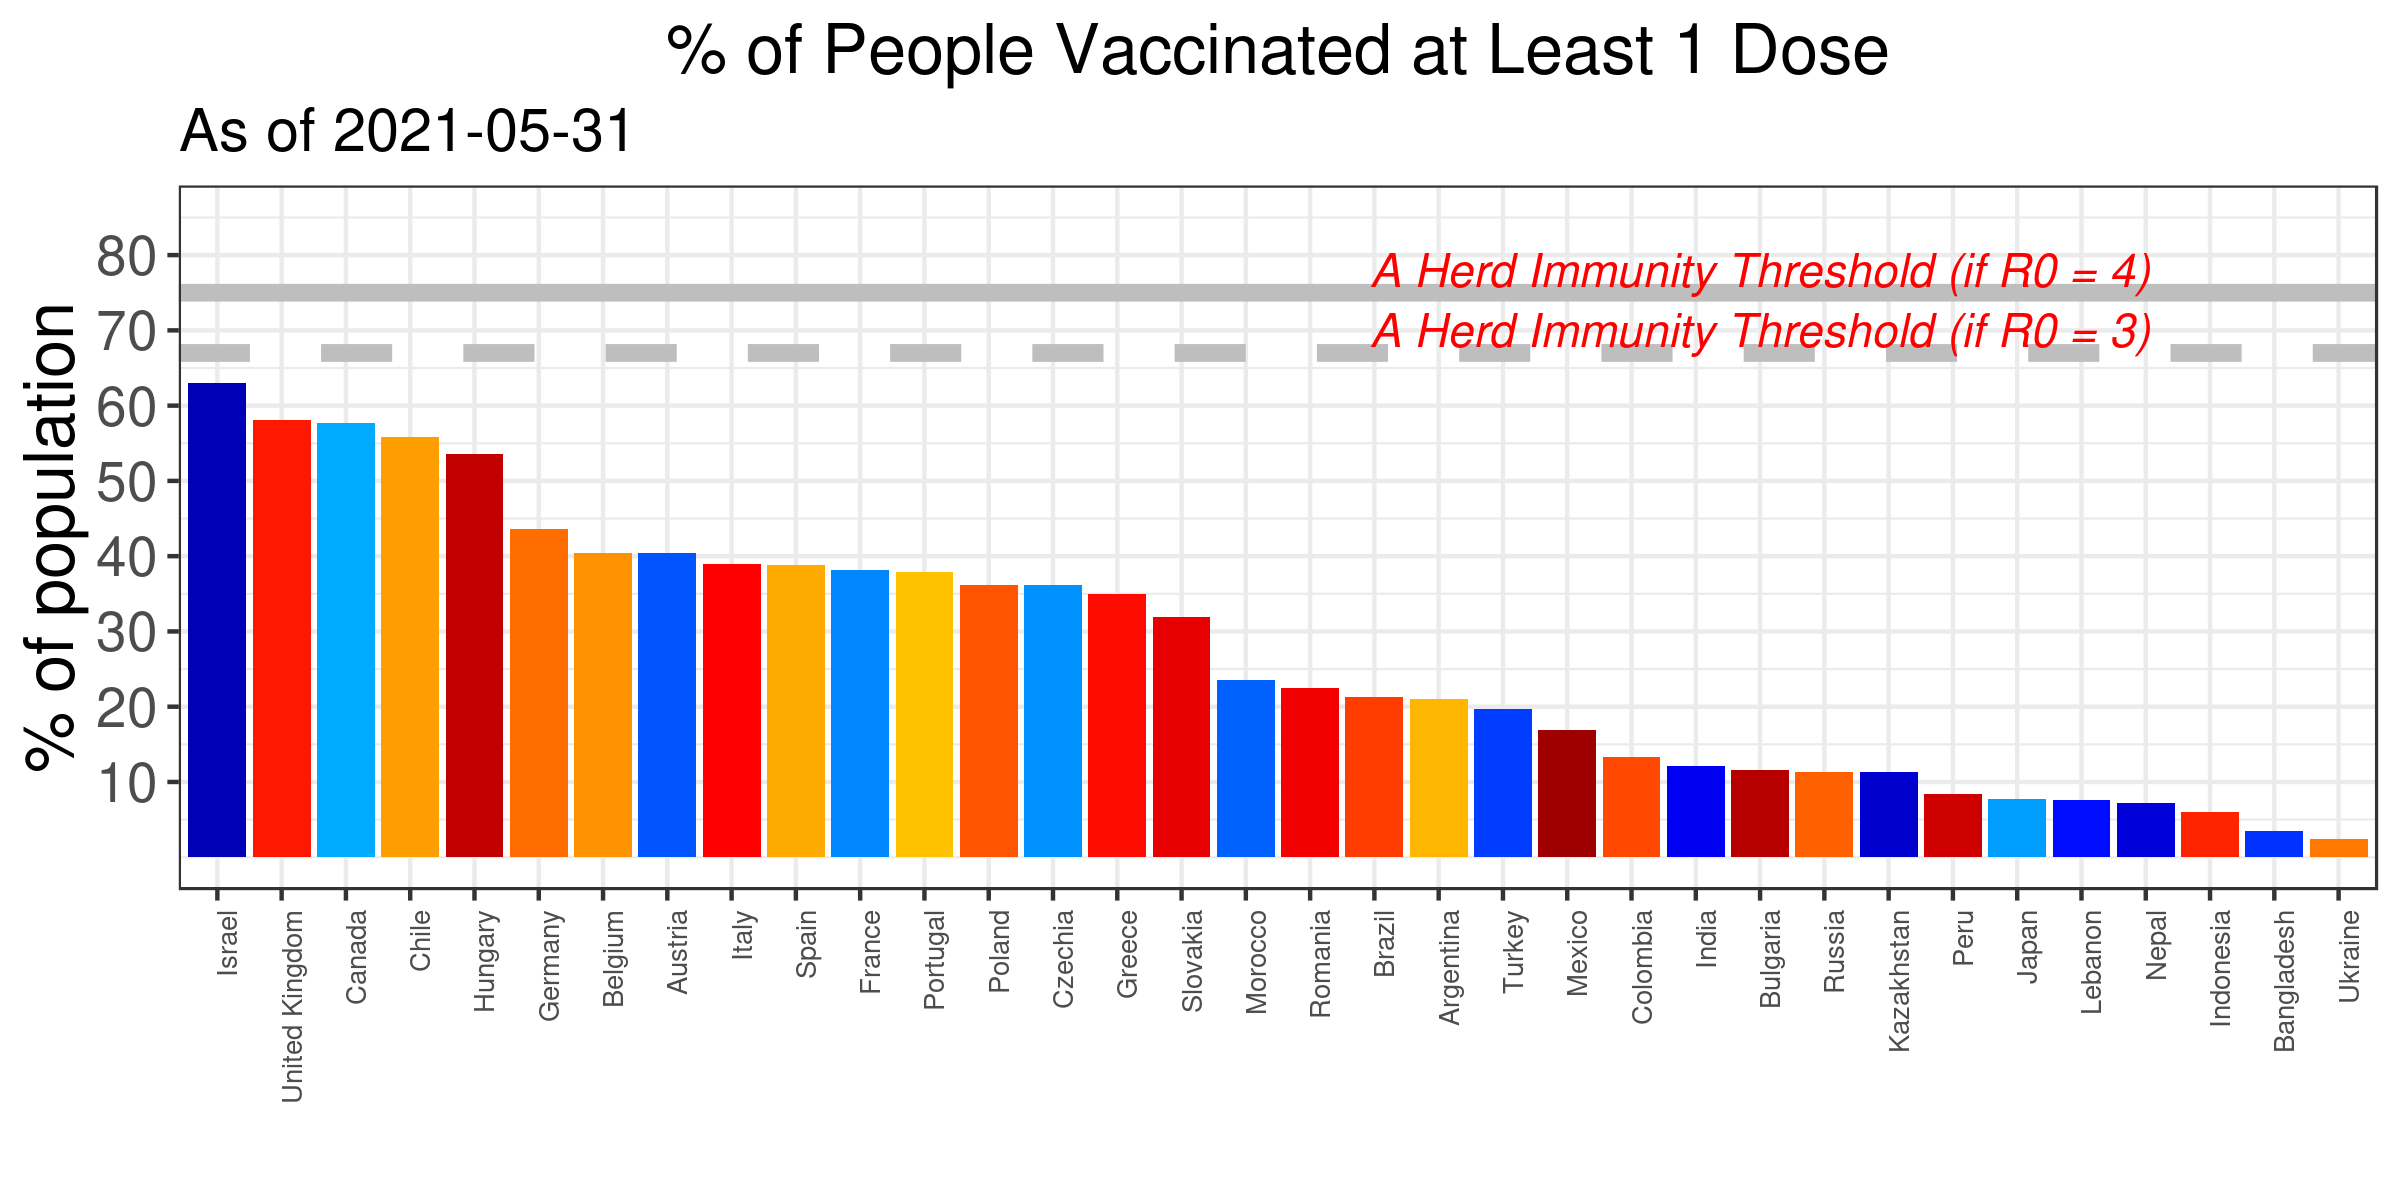 % of People Vaccinated at Least 1 Dose
As of 2021-05-31
% of population
80
70
60
50
40
30
20
10
A Herd Immunity Threshold (if R0 = 4)
A Herd Immunity Threshold (if R0 = 3)
Israel
United Kingdom
Canada
Chile
Hungary
Germany
Belgium
Austria
Italy
Spain
France
Portugal
Poland
Czechia
Greece
Slovakia
Morocco
Romania
Brazil
Argentina
Turkey
Mexico
Colombia
India
Bulgaria
Russia
Kazakhstan
Peru
Japan
Lebanon
Nepal
Indonesia
Bangladesh
Ukraine